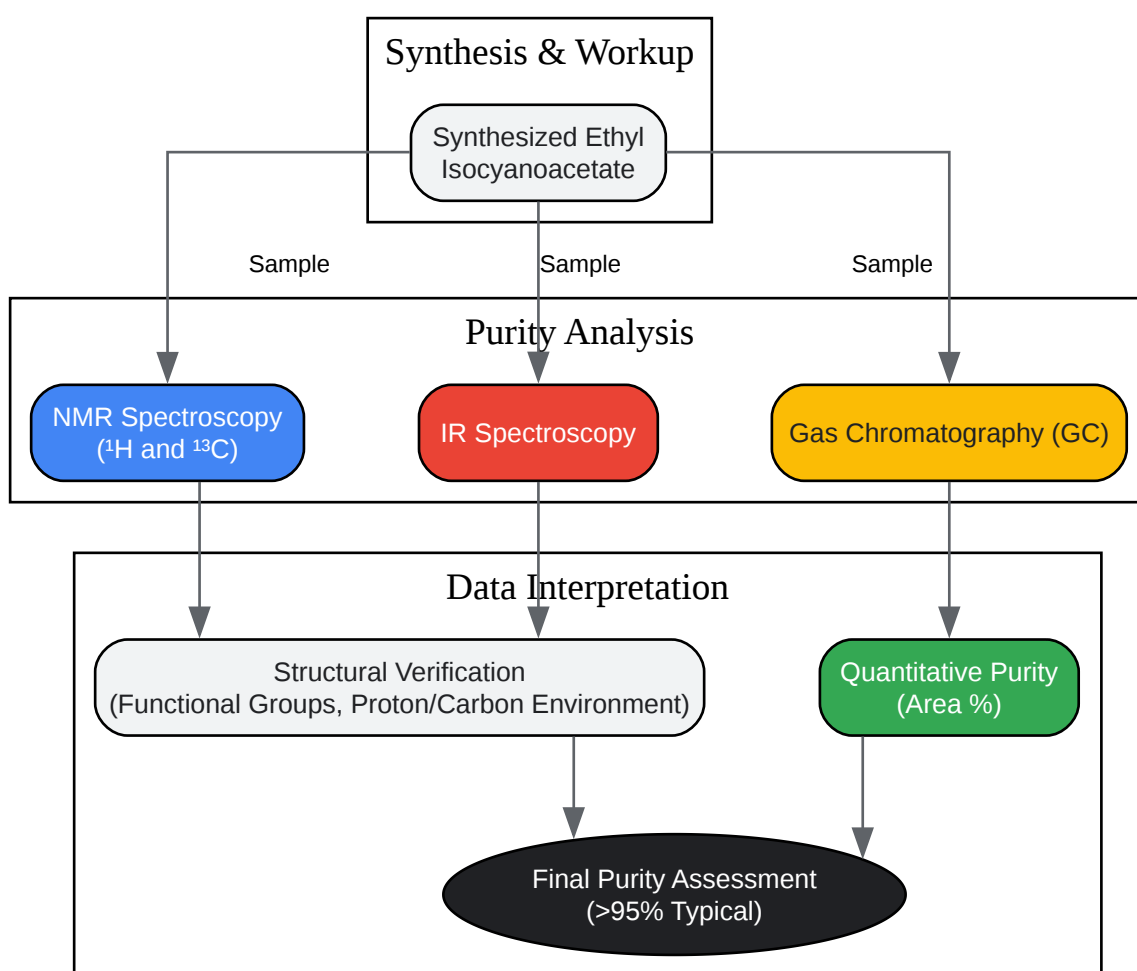 Synthesis & Workup
Synthesized Ethyl
Isocyanoacetate
Sample
Sample
Sample
Purity Analysis
NMR Spectroscopy
(¹H and ¹³C)
IR Spectroscopy
Gas Chromatography (GC)
Data Interpretation
Structural Verification
(Functional Groups, Proton/Carbon Environment)
Quantitative Purity
(Area %)
Final Purity Assessment
(>95% Typical)